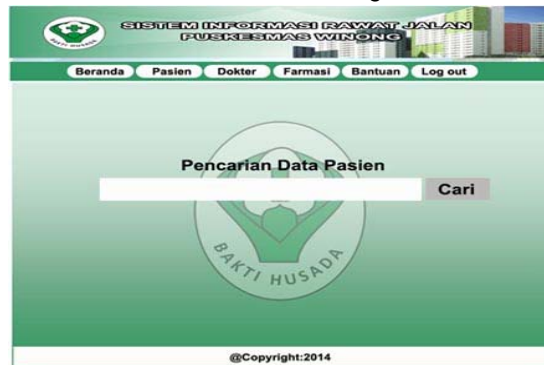 SISTEM INFORMASI RAWAT JALAN
PUSKESMAS WINONG
Beranda Pasien Dokter Farmasi Bantuan Log out
Pencarian Data Pasien
Cari
BAKTI HUSADA
@Copyright:2014